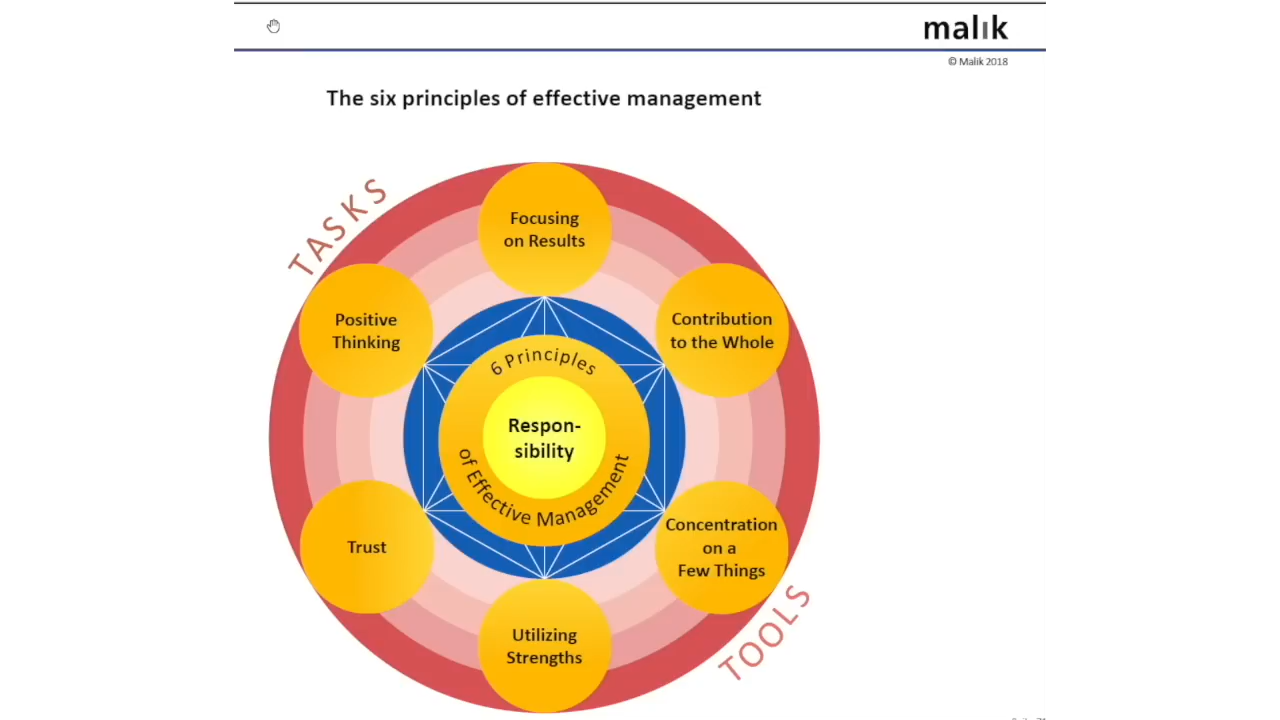 malık
© Malik 2018
The six principles of effective management
TASKS
Focusing
on Results
Positive
Thinking
Contribution
to the Whole
6 Principles
Respon-
sibility
of Effective Management
Trust
Concentration
on a
Few Things
Utilizing
Strengths
TOOLS